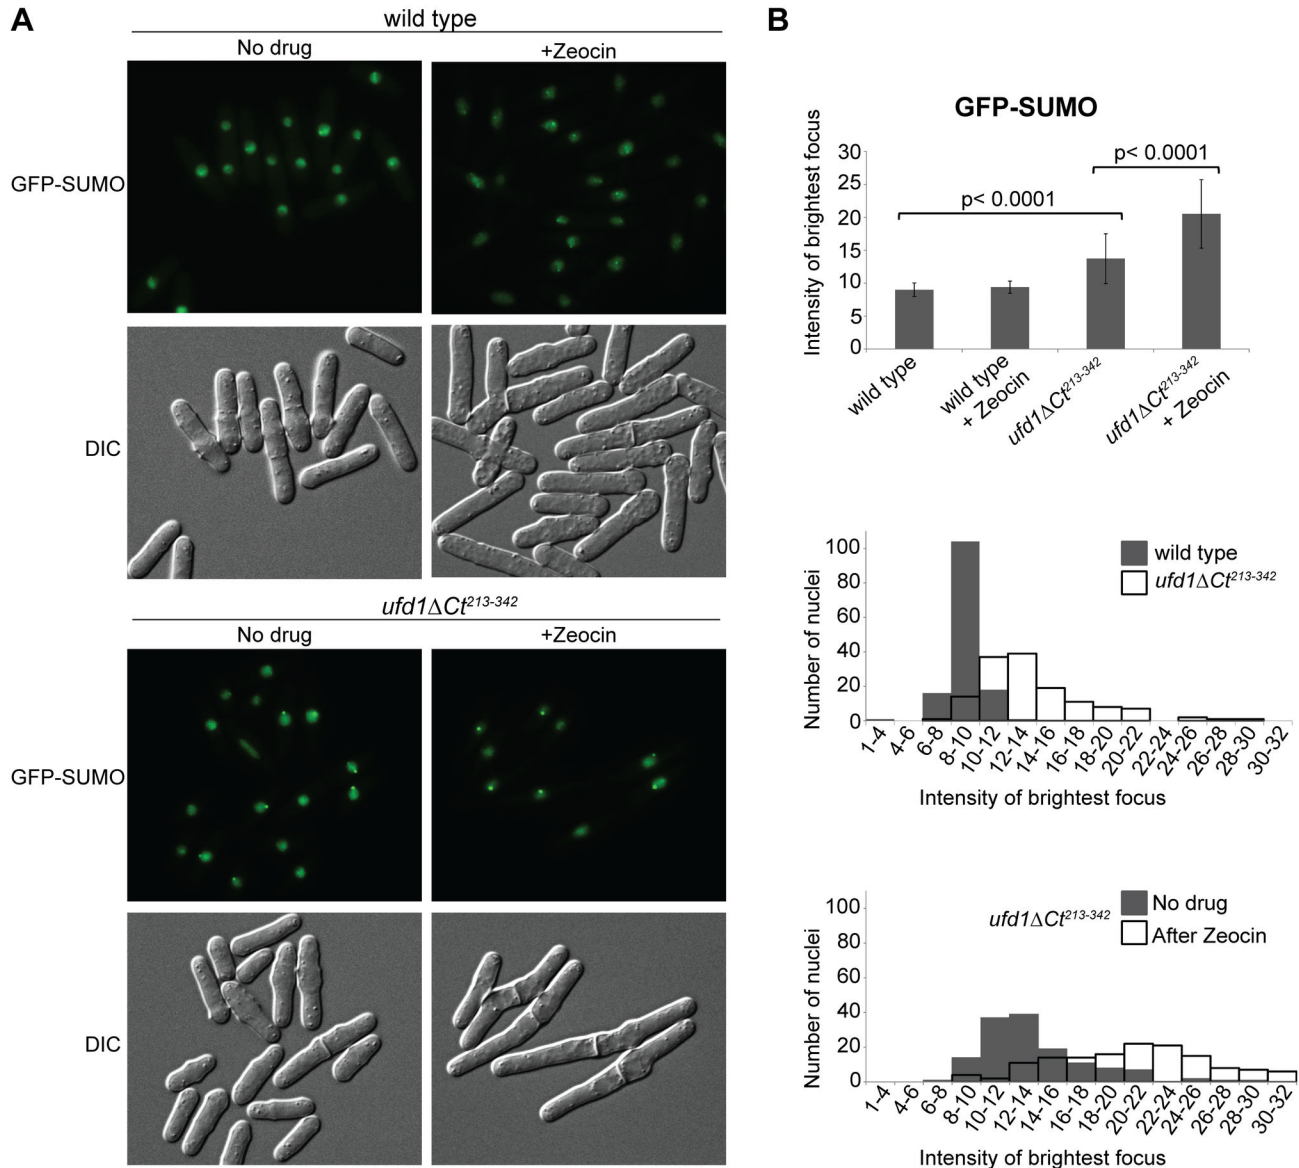 A
wild type
No drug
+Zeocin
GFP-SUMO
DIC
ufd1ΔCt213-342
No drug
+Zeocin
GFP-SUMO
DIC
B
GFP-SUMO
Intensity of brightest focus
30
25
20
15
10
5
0
p< 0.0001
p< 0.0001
wild type
wild type
+ Zeocin
ufd1ΔCt213-342
ufd1ΔCt213-342
+ Zeocin
Number of nuclei
100
80
60
40
20
0
wild type
ufd1ΔCt213-342
1-4 4-6 6-8 8-10 10-12 12-14 14-16 16-18 18-20 20-22 22-24 24-26 26-28 28-30 30-32
Intensity of brightest focus
Number of nuclei
100
80
60
40
20
0
ufd1ΔCt213-342
No drug
After Zeocin
1-4 4-6 6-8 8-10 10-12 12-14 14-16 16-18 18-20 20-22 22-24 24-26 26-28 28-30 30-32
Intensity of brightest focus